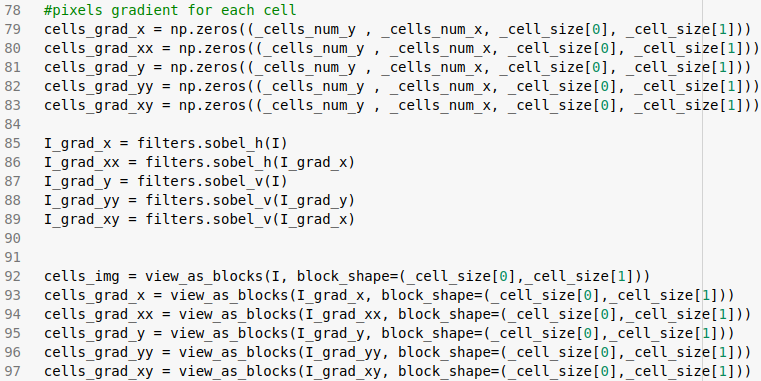 78 #pixels gradient for each cell
79 cells_grad_x = np.zeros((_cells_num_y , _cells_num_x, _cell_size[0], _cell_size[1]))
80 cells_grad_xx = np.zeros((_cells_num_y , _cells_num_x, _cell_size[0], _cell_size[1]))
81 cells_grad_y = np.zeros((_cells_num_y , _cells_num_x, _cell_size[0], _cell_size[1]))
82 cells_grad_yy = np.zeros((_cells_num_y , _cells_num_x, _cell_size[0], _cell_size[1]))
83 cells_grad_xy = np.zeros((_cells_num_y , _cells_num_x, _cell_size[0], _cell_size[1]))
84
85 I_grad_x = filters.sobel_h(I)
86 I_grad_xx = filters.sobel_h(I_grad_x)
87 I_grad_y = filters.sobel_v(I)
88 I_grad_yy = filters.sobel_v(I_grad_y)
89 I_grad_xy = filters.sobel_v(I_grad_x)
90
91
92 cells_img = view_as_blocks(I, block_shape=(_cell_size[0],_cell_size[1]))
93 cells_grad_x = view_as_blocks(I_grad_x, block_shape=(_cell_size[0],_cell_size[1]))
94 cells_grad_xx = view_as_blocks(I_grad_xx, block_shape=(_cell_size[0],_cell_size[1]))
95 cells_grad_y = view_as_blocks(I_grad_y, block_shape=(_cell_size[0],_cell_size[1]))
96 cells_grad_yy = view_as_blocks(I_grad_yy, block_shape=(_cell_size[0],_cell_size[1]))
97 cells_grad_xy = view_as_blocks(I_grad_xy, block_shape=(_cell_size[0],_cell_size[1]))